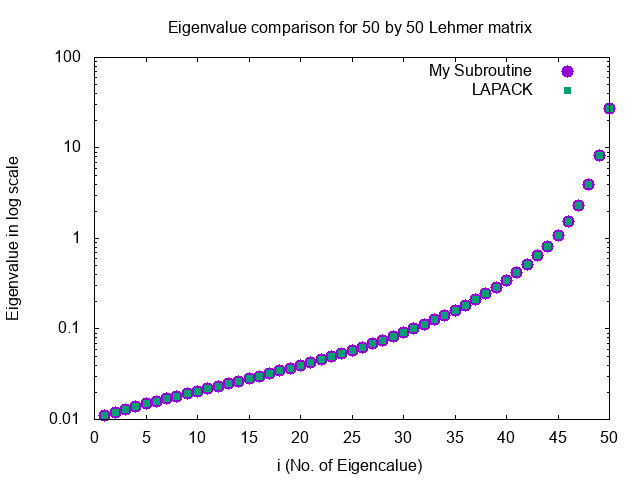 Eigenvalue comparison for 50 by 50 Lehmer matrix
100
My Subroutine
LAPACK
10
Eigenvalue in log scale
1
0.1
0.01
0 5 10 15 20 25 30 35 40 45 50
i (No. of Eigencalue)